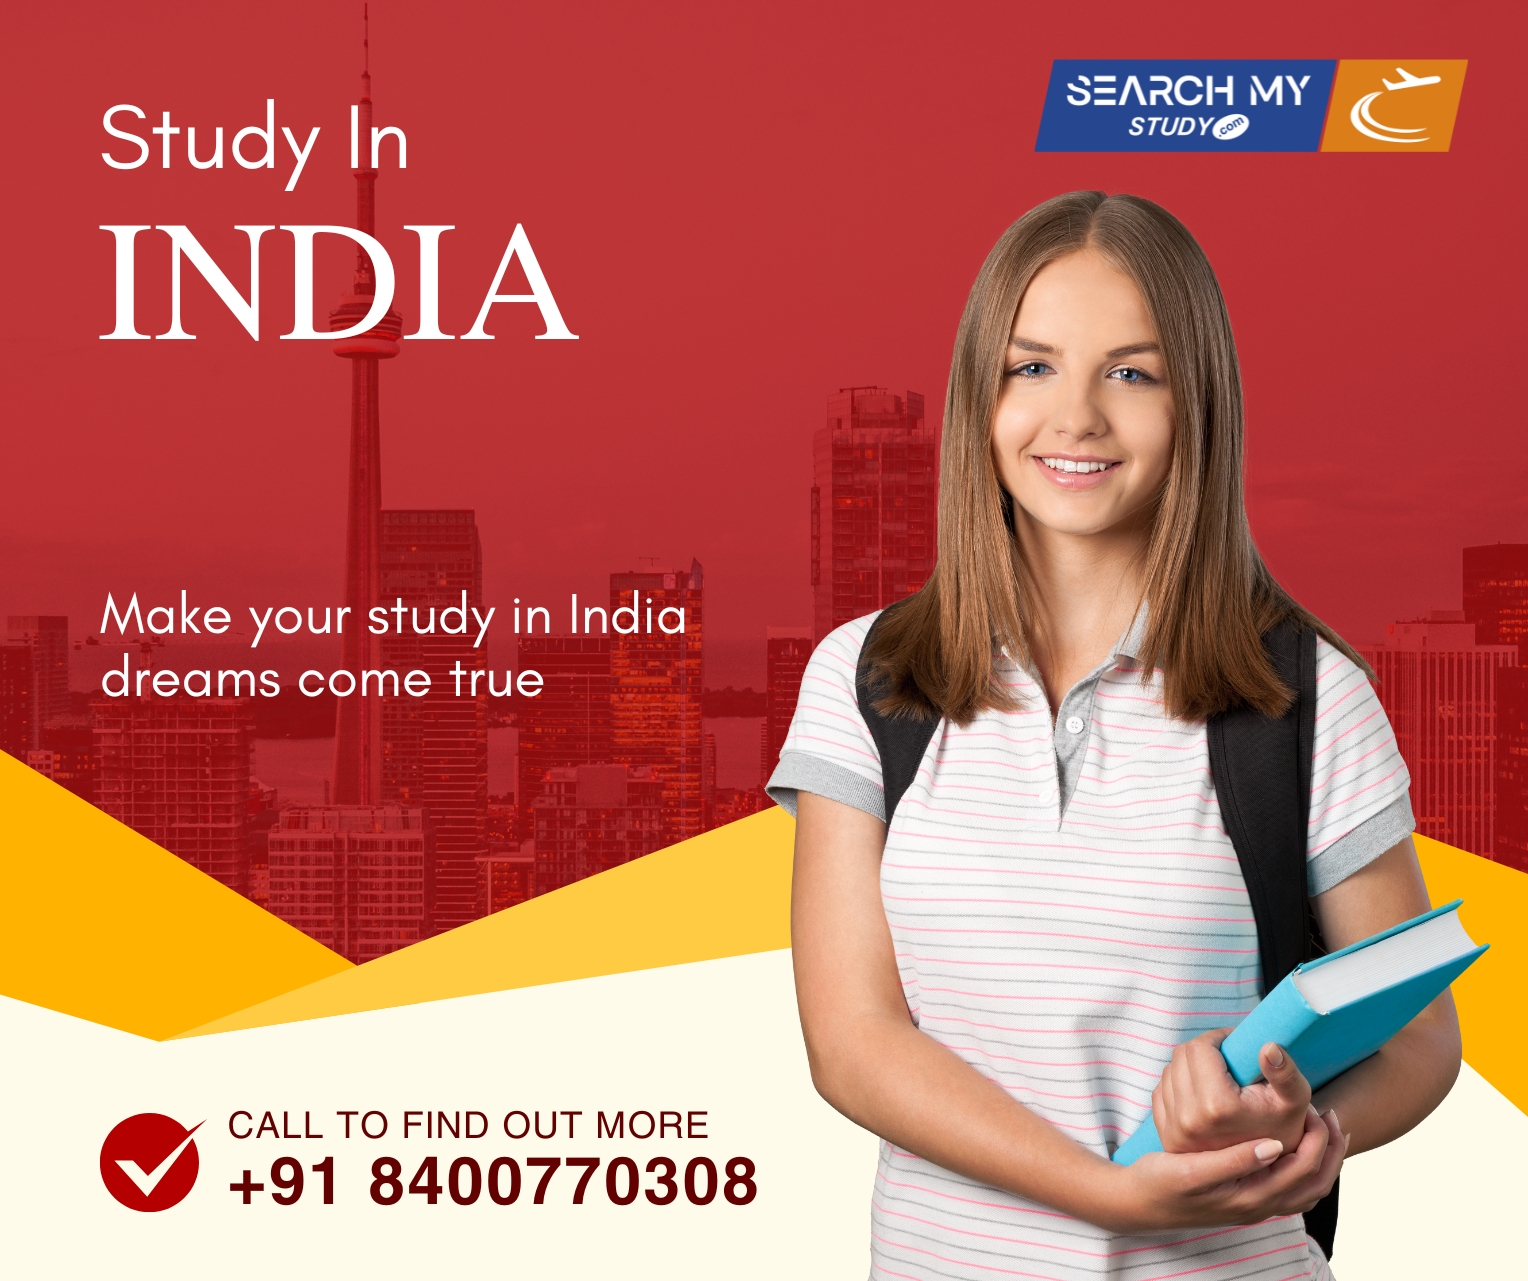 Study In
INDIA
SEARCH MY
STUDY.com
Make your study in India
dreams come true
CALL TO FIND OUT MORE
+91 8400770308